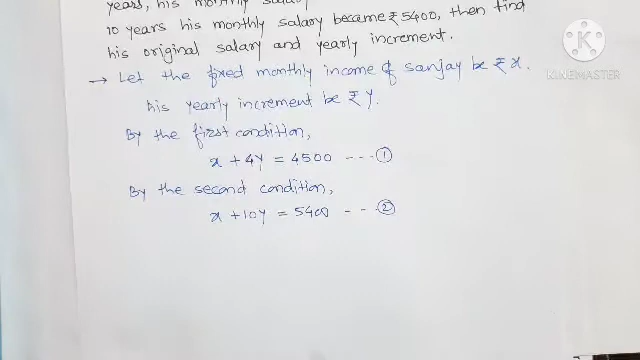 years, his monthly salary
10 years his monthly salary became ₹ 5400, then find
his original salary and yearly increment.
→ Let the fixed monthly income of sanjay be ₹ x.
his yearly increment be ₹ y.
By the first condition,
x + 4y = 4500 --- ①
By the second condition,
x + 10y = 5400 --- ②
KINEMASTER